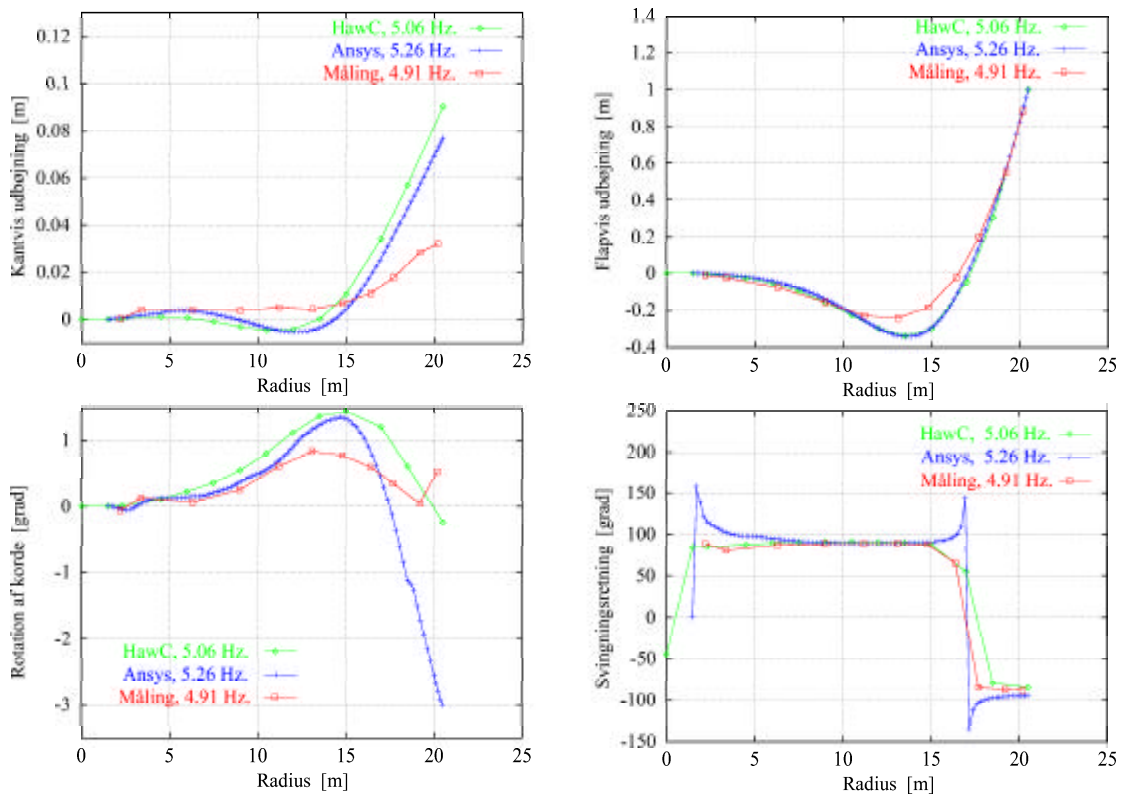 HawC, 5.06 Hz.
Ansys, 5.26 Hz.
Måling, 4.91 Hz.
0.12
0.1
0.08
0.06
0.04
0.02
0
Kantvis udbøjning [m]
0 5 10 15 20 25
Radius [m]
HawC, 5.06 Hz.
Ansys, 5.26 Hz.
Måling, 4.91 Hz.
1.4
1.2
1
0.8
0.6
0.4
0.2
0
-0.2
-0.4
Flapvis udbøjning [m]
0 5 10 15 20 25
Radius [m]
1
0
-1
-2
-3
Rotation af korde [grad]
HawC, 5.06 Hz.
Ansys, 5.26 Hz.
Måling, 4.91 Hz.
0 5 10 15 20 25
Radius [m]
250
200
150
100
50
0
-50
-100
-150
Svingningsretning [grad]
HawC, 5.06 Hz.
Ansys, 5.26 Hz.
Måling, 4.91 Hz.
0 5 10 15 20 25
Radius [m]